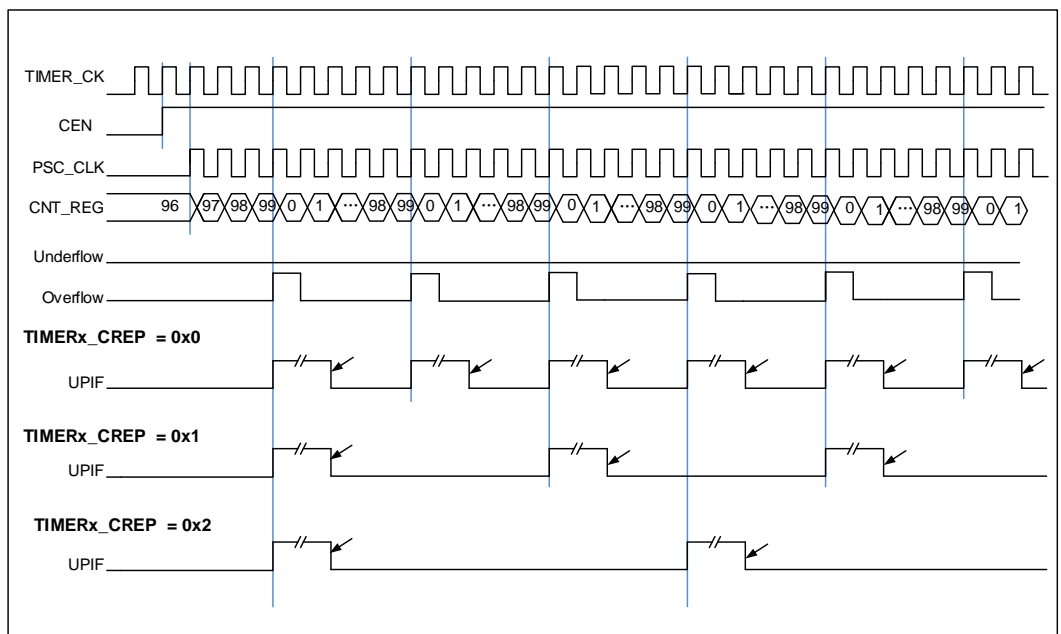 TIMER_CK
CEN
PSC_CLK
CNT_REG 96 97 98 99 0 1 ... 98 99 0 1 ... 98 99 0 1 ... 98 99 0 1 ... 98 99 0 1 ... 98 99 0 1
Underflow
Overflow
TIMERx_CREP = 0x0
UPIF
TIMERx_CREP = 0x1
UPIF
TIMERx_CREP = 0x2
UPIF